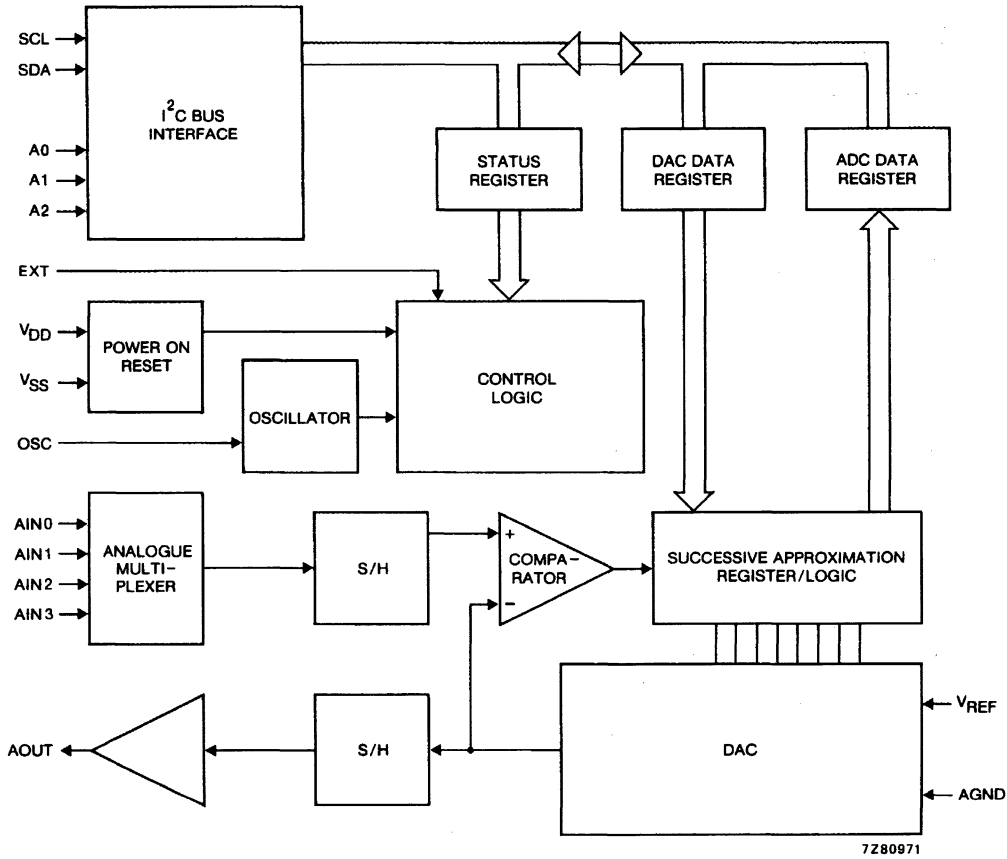 SCL
SDA
A0
A1
A2
I2C BUS
INTERFACE
STATUS
REGISTER
DAC DATA
REGISTER
ADC DATA
REGISTER
EXT
VDD
VSS
POWER ON
RESET
OSC
OSCILLATOR
CONTROL
LOGIC
AIN0
AIN1
AIN2
AIN3
ANALOGUE
MULTI-
PLEXER
S/H
+
COMPA-
RATOR
–
SUCCESSIVE APPROXIMATION
REGISTER/LOGIC
AOUT
S/H
DAC
VREF
AGND
7Z80971